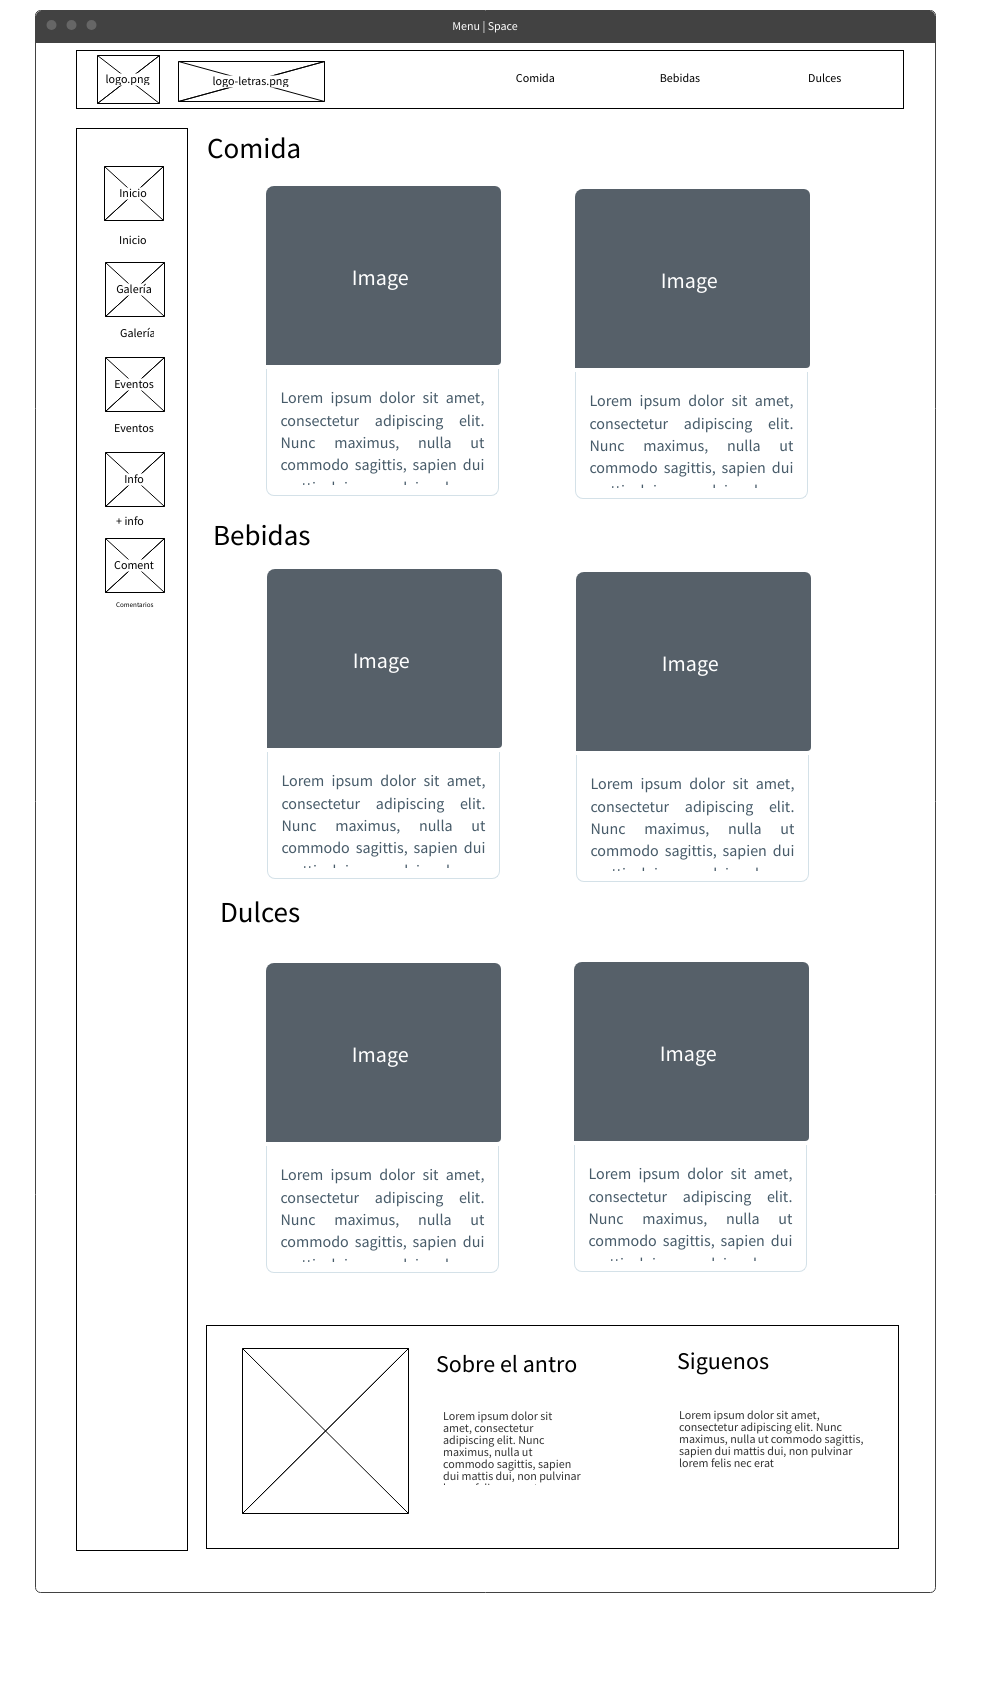 Menu | Space
logo.png
logo-letras.png
Comida
Bebidas
Dulces
Inicio
Inicio
Galería
Galería
Eventos
Eventos
Info
+ info
Coment
Comentarios
Comida
Image
Lorem ipsum dolor sit amet,
consectetur adipiscing elit.
Nunc maximus, nulla ut
commodo sagittis, sapien dui
Image
Lorem ipsum dolor sit amet,
consectetur adipiscing elit.
Nunc maximus, nulla ut
commodo sagittis, sapien dui
Bebidas
Image
Lorem ipsum dolor sit amet,
consectetur adipiscing elit.
Nunc maximus, nulla ut
commodo sagittis, sapien dui
Image
Lorem ipsum dolor sit amet,
consectetur adipiscing elit.
Nunc maximus, nulla ut
commodo sagittis, sapien dui
Dulces
Image
Lorem ipsum dolor sit amet,
consectetur adipiscing elit.
Nunc maximus, nulla ut
commodo sagittis, sapien dui
Image
Lorem ipsum dolor sit amet,
consectetur adipiscing elit.
Nunc maximus, nulla ut
commodo sagittis, sapien dui
Sobre el antro
Lorem ipsum dolor sit
amet, consectetur
adipiscing elit. Nunc
maximus, nulla ut
commodo sagittis, sapien
dui mattis dui, non pulvinar
Siguenos
Lorem ipsum dolor sit amet,
consectetur adipiscing elit. Nunc
maximus, nulla ut commodo sagittis,
sapien dui mattis dui, non pulvinar
lorem felis nec erat